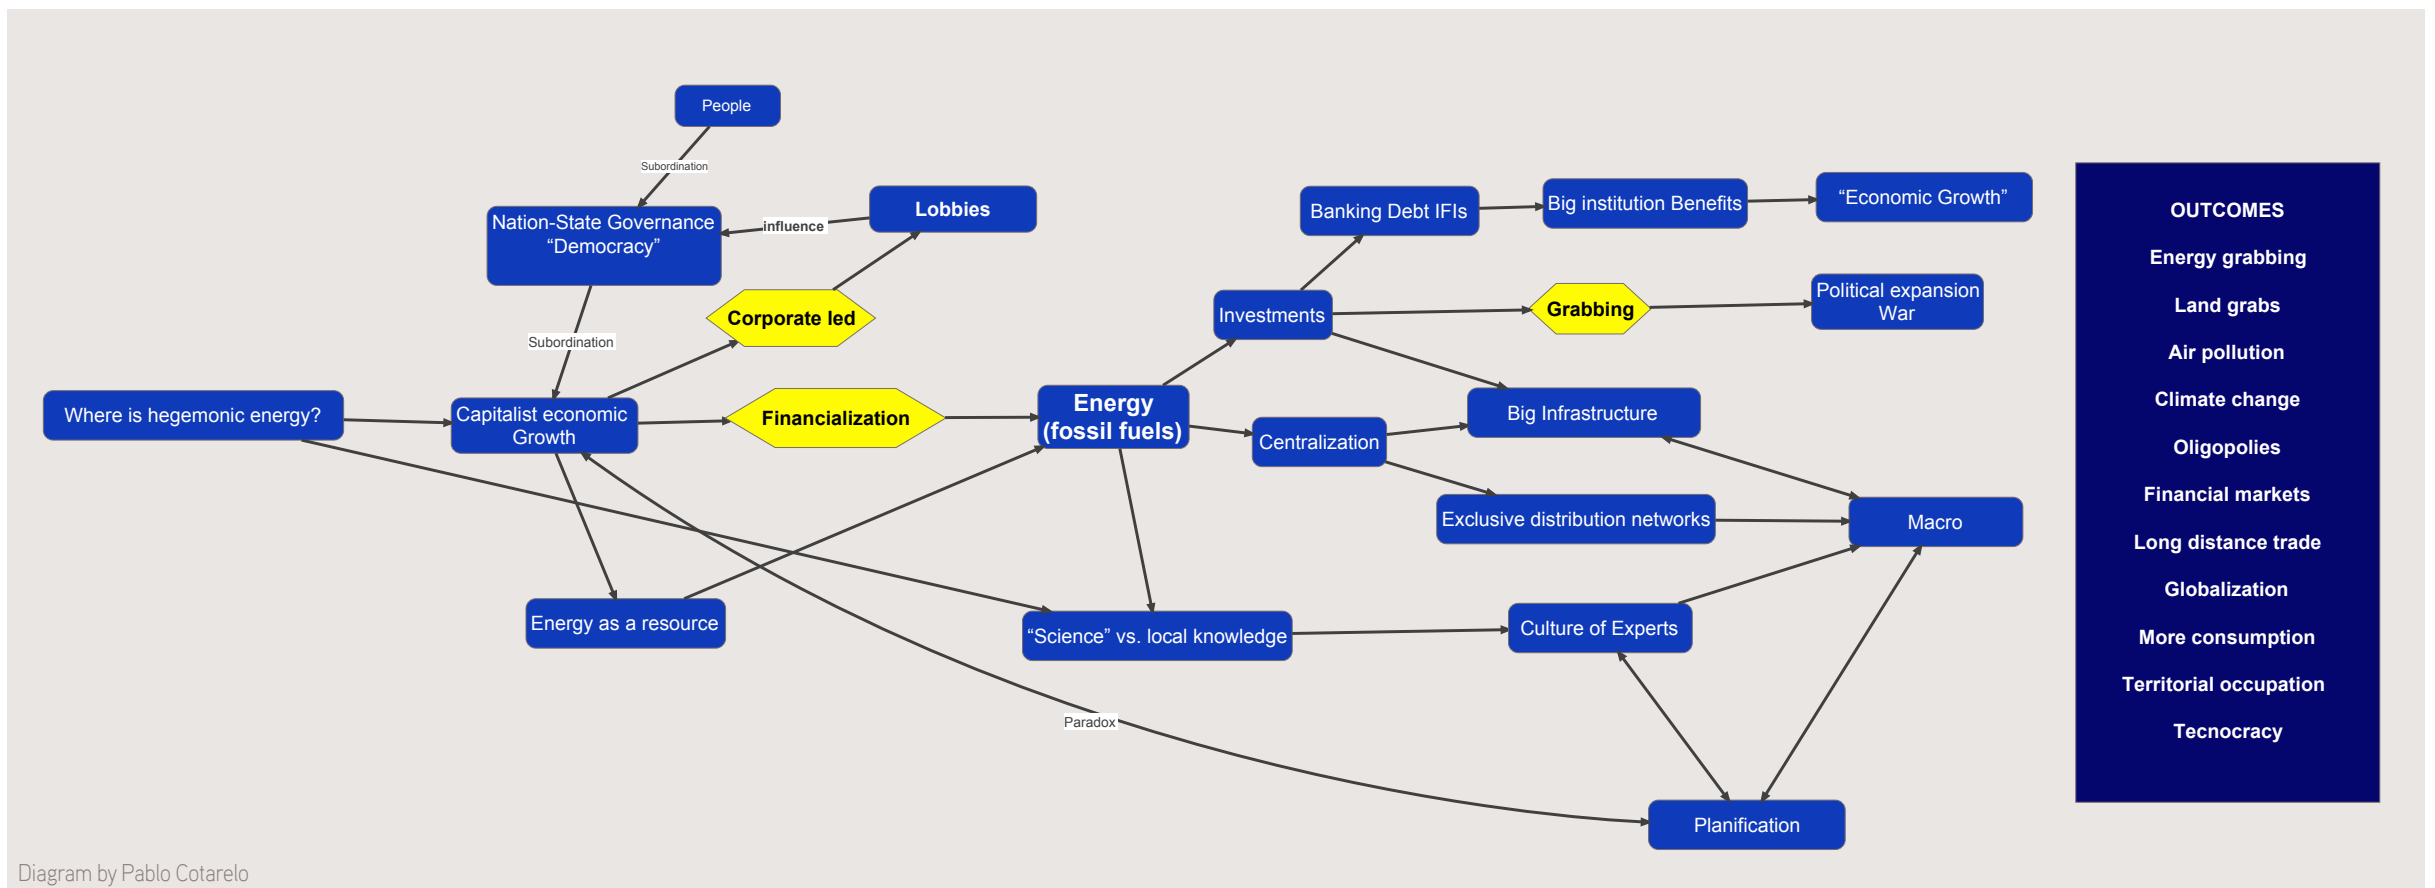 People
Subordination
Nation-State Governance
“Democracy”
Lobbies
influence
Banking Debt IFIs
Big institution Benefits
“Economic Growth”
Corporate led
Subordination
Investments
Grabbing
Political expansion
War
Where is hegemonic energy?
Capitalist economic
Growth
Financialization
Energy
(fossil fuels)
Centralization
Big Infrastructure
Exclusive distribution networks
Macro
Energy as a resource
“Science” vs. local knowledge
Culture of Experts
Paradox
Planification
OUTCOMES
Energy grabbing
Land grabs
Air pollution
Climate change
Oligopolies
Financial markets
Long distance trade
Globalization
More consumption
Territorial occupation
Tecnocracy
Diagram by Pablo Cotarelo